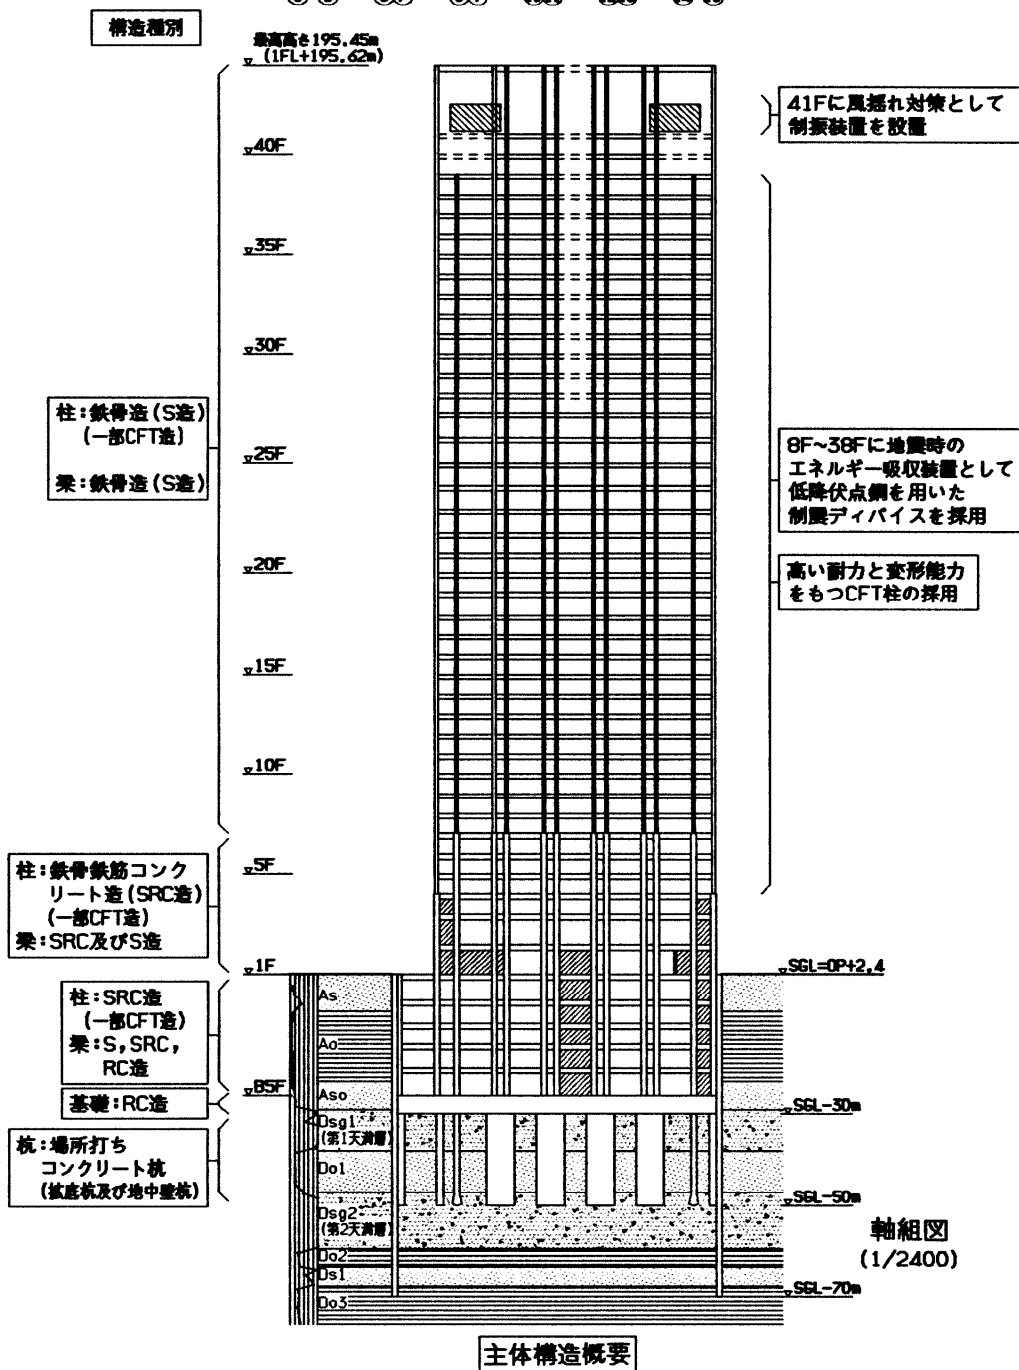 構造種別
最高高さ195.45m
(1FL+195.62m)
41Fに風揺れ対策として
制振装置を設置
40F
35F
30F
柱:鉄骨造(S造)
(一部CFT造)
梁:鉄骨造(S造)
25F
8F~38Fに地震時の
エネルギー吸収装置として
低降伏点鋼を用いた
制震ディバイスを採用
20F
高い耐力と変形能力
をもつCFT柱の採用
15F
10F
柱:鉄骨鉄筋コンク
リート造(SRC造)
(一部CFT造)
梁:SRC及びS造
5F
1F
SGL=OP+2.4
柱:SRC造
(一部CFT造)
梁:S,SRC,
RC造
As
Ao
B5F
Aso
基礎:RC造
SGL-30m
Dsg1
(第1天満層)
杭:場所打ち
コンクリート杭
(拡底杭及び地中壁杭)
Do1
SGL-50m
Dsg2
(第2天満層)
軸組図
(1/2400)
Do2
Ds1
SGL-70m
Do3
主体構造概要